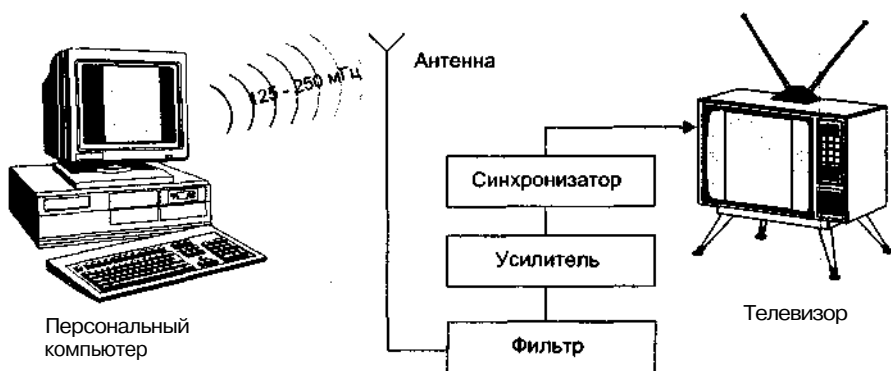 125 - 250 мГц
Антенна
Синхронизатор
Усилитель
Фильтр
Персональный
компьютер
Телевизор